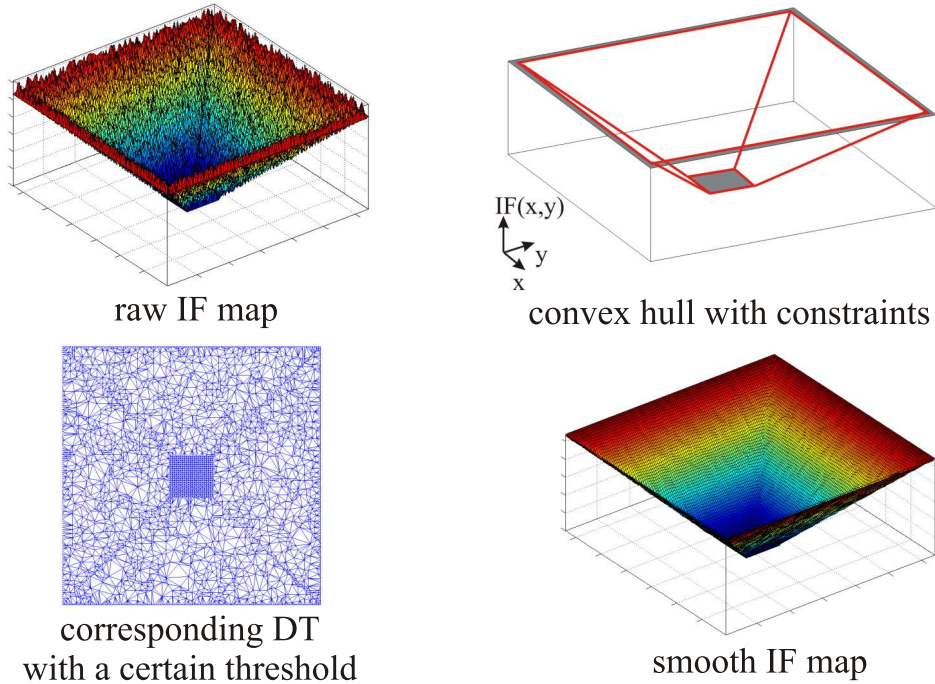 IF(x,y)
y
x
raw IF map
convex hull with constraints
corresponding DT
with a certain threshold
smooth IF map